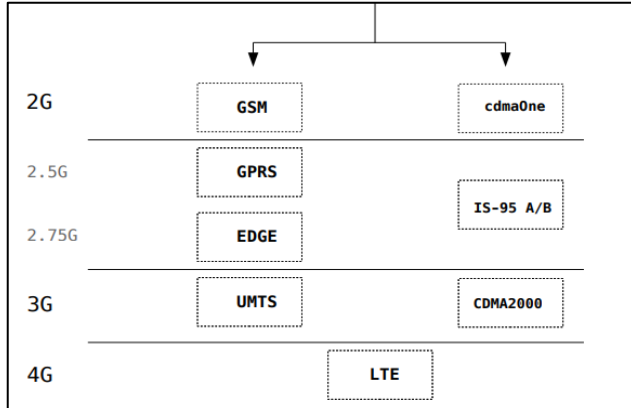 2G
GSM
cdmaOne
2.5G
GPRS
IS-95 A/B
2.75G
EDGE
3G
UMTS
CDMA2000
4G
LTE